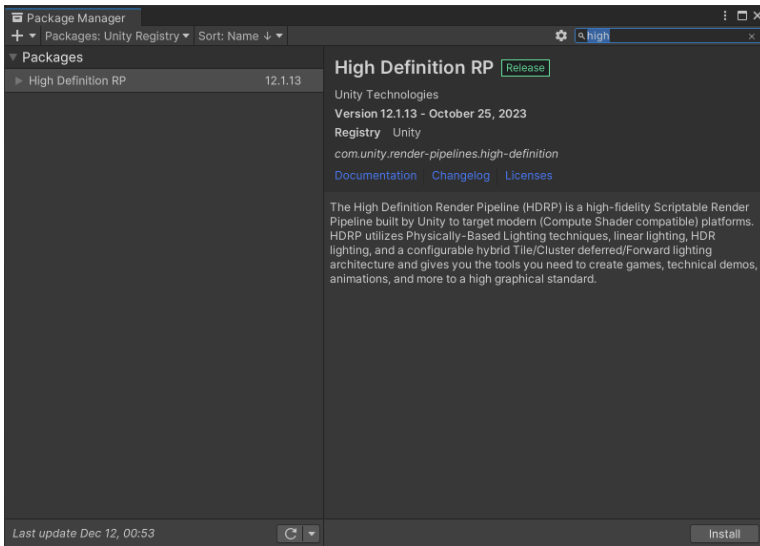 Package Manager
Packages: Unity Registry Sort: Name ↓ high
Packages
High Definition RP 12.1.13
High Definition RP Release
Unity Technologies
Version 12.1.13 - October 25, 2023
Registry Unity
com.unity.render-pipelines.high-definition
Documentation Changelog Licenses
The High Definition Render Pipeline (HDRP) is a high-fidelity Scriptable Render
Pipeline built by Unity to target modern (Compute Shader compatible) platforms.
HDRP utilizes Physically-Based Lighting techniques, linear lighting, HDR
lighting, and a configurable hybrid Tile/Cluster deferred/Forward lighting
architecture and gives you the tools you need to create games, technical demos,
animations, and more to a high graphical standard.
Last update Dec 12, 00:53
Install